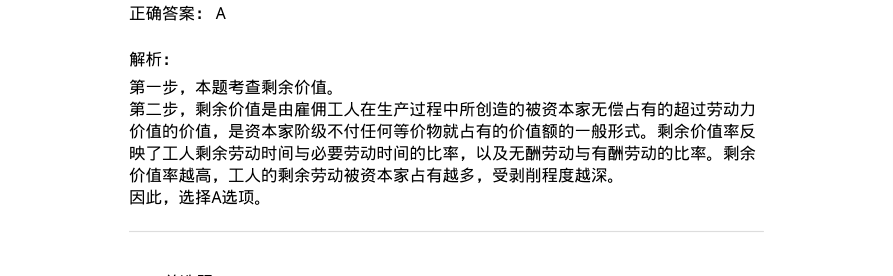 正确答案： A
解析：
第一步，本题考查剩余价值。
第二步，剩余价值是由雇佣工人在生产过程中所创造的被资本家无偿占有的超过劳动力
价值的价值，是资本家阶级不付任何等价物就占有的价值额的一般形式。剩余价值率反
映了工人剩余劳动时间与必要劳动时间的比率，以及无酬劳动与有酬劳动的比率。剩余
价值率越高，工人的剩余劳动被资本家占有越多，受剥削程度越深。
因此，选择A选项。